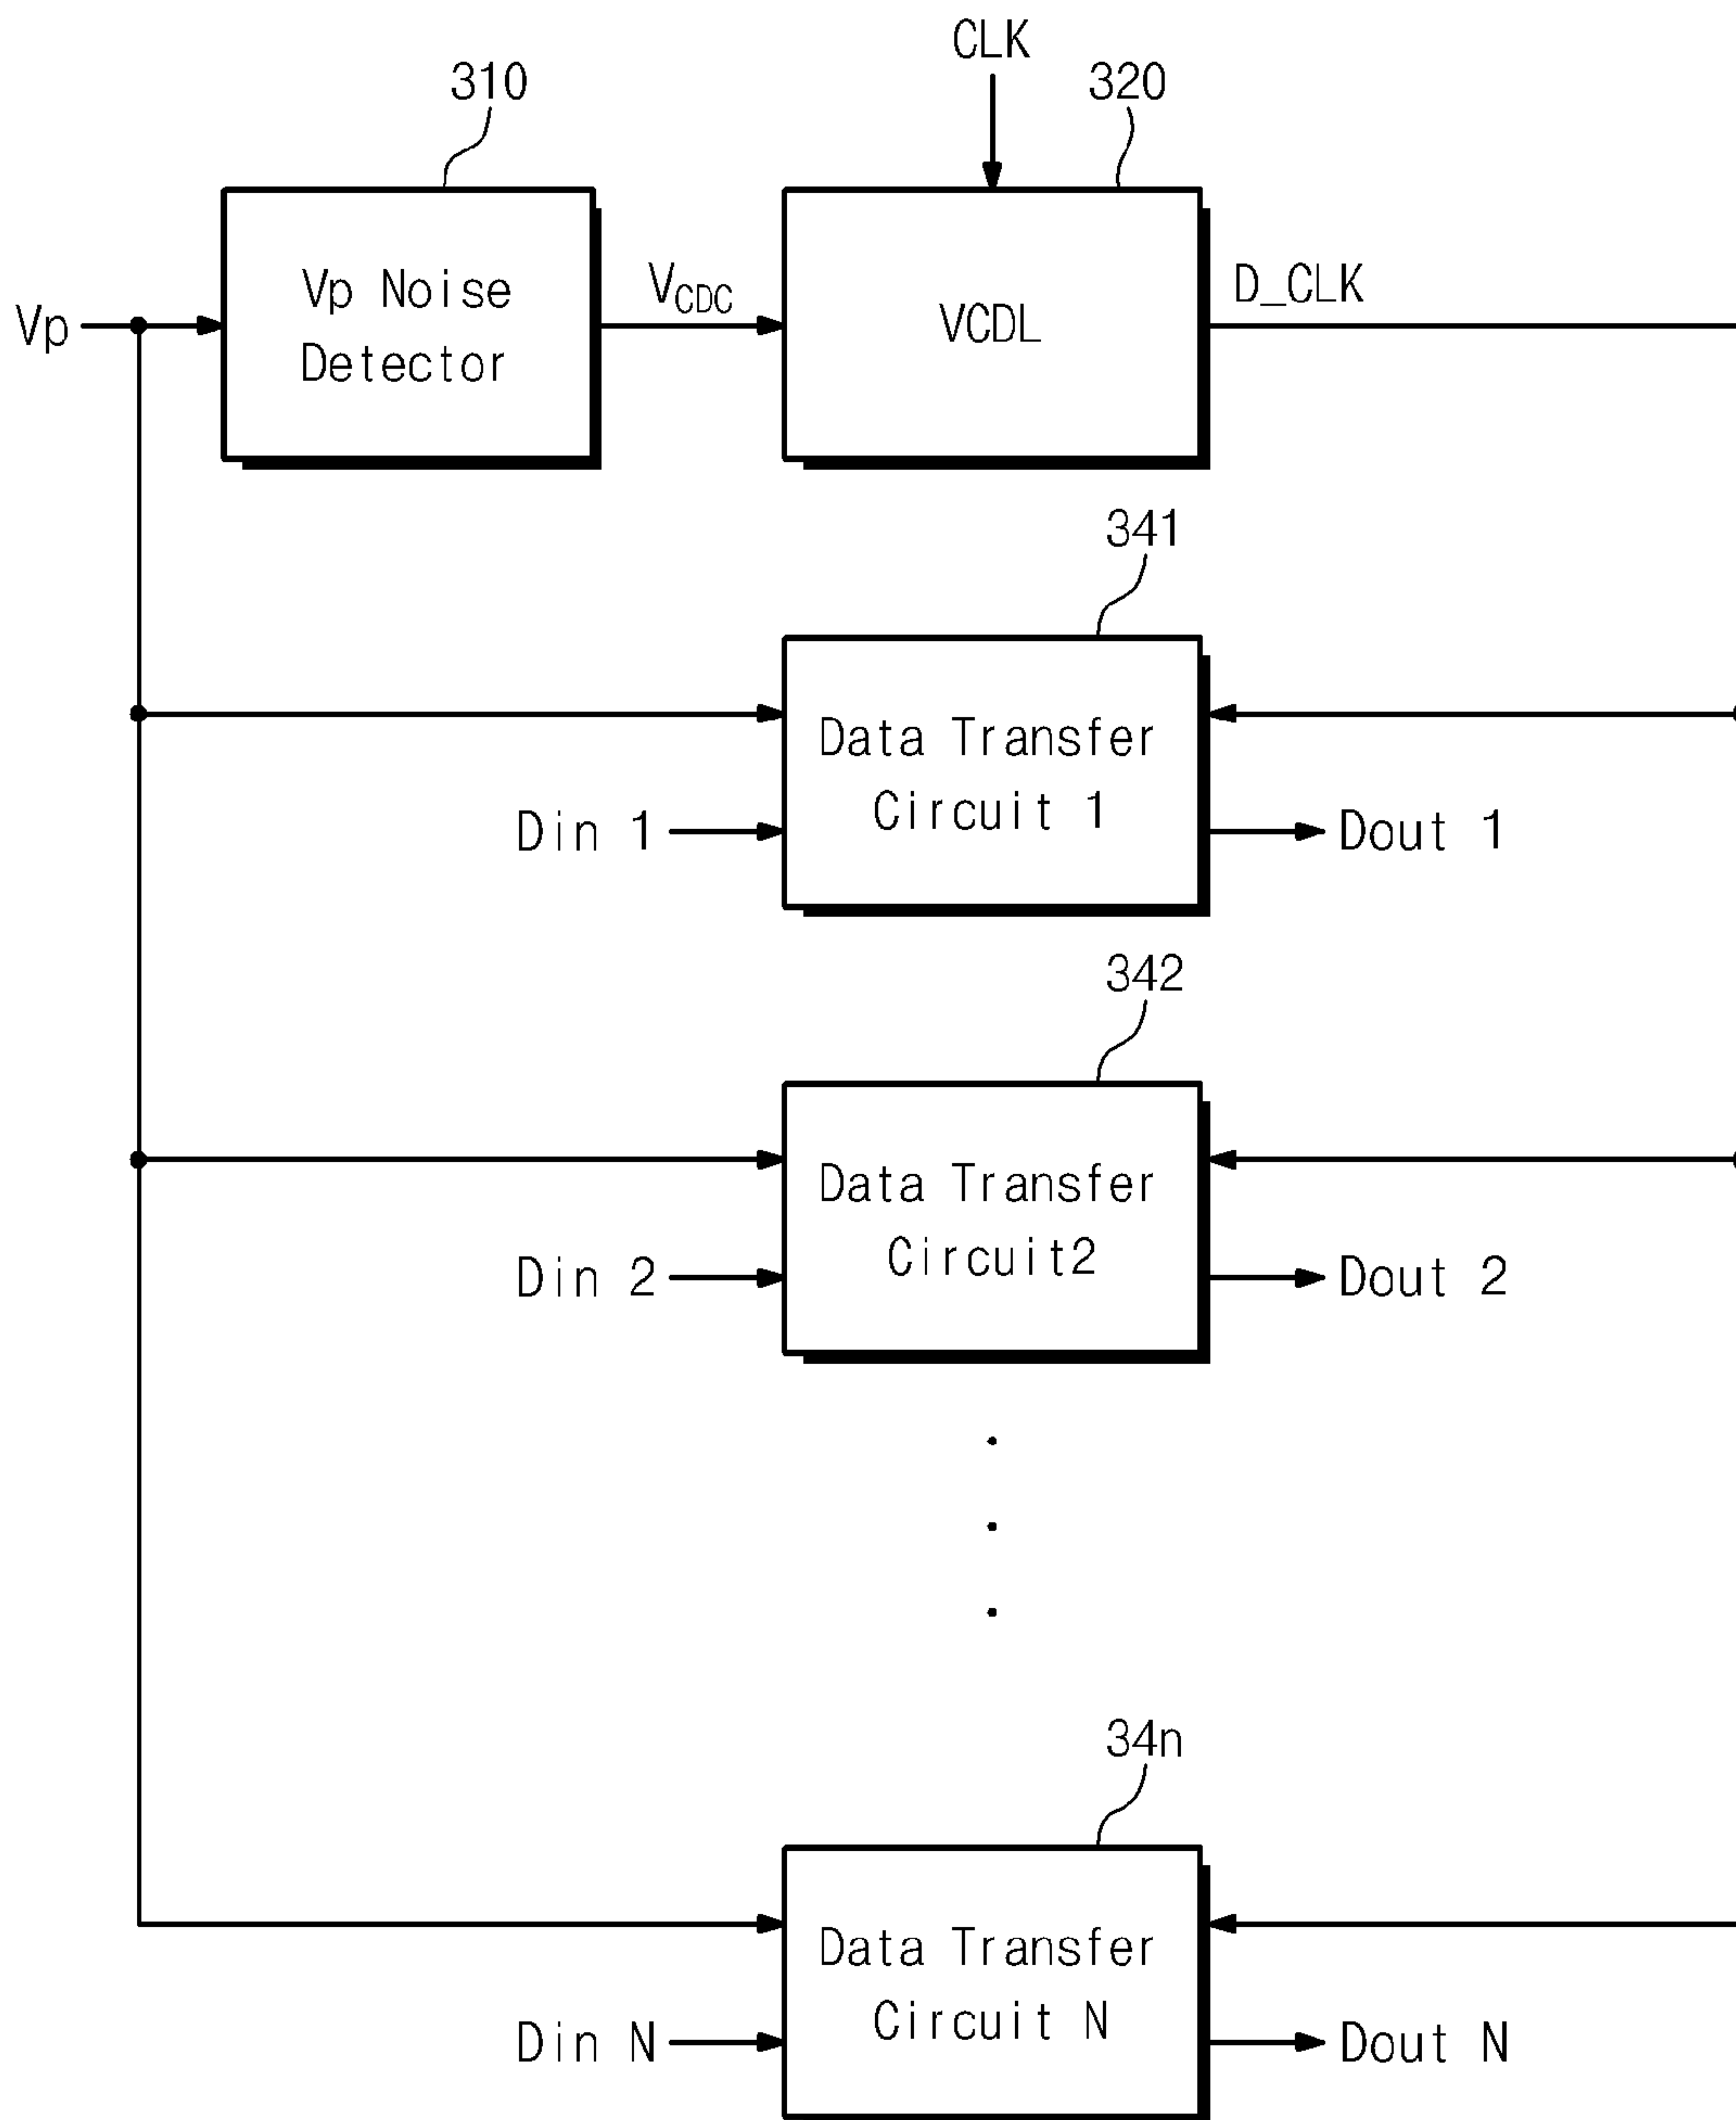 CLK
310
320
Vp Noise
Detector
VCDC
VCDL
D_CLK
Vp
341
Data Transfer
Circuit 1
Din 1
Dout 1
342
Data Transfer
Circuit2
Din 2
Dout 2
34n
Data Transfer
Circuit N
Din N
Dout N